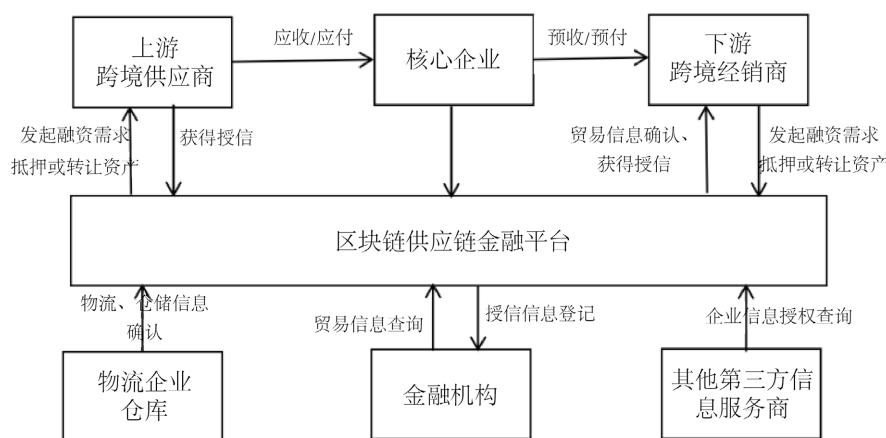 上游
跨境供应商
应收/应付
核心企业
预收/预付
下游
跨境经销商
发起融资需求
抵押或转让资产
获得授信
贸易信息确认、
获得授信
发起融资需求
抵押或转让资产
区块链供应链金融平台
物流、仓储信息
确认
贸易信息查询
授信信息登记
企业信息授权查询
物流企业
仓库
金融机构
其他第三方信
息服务商